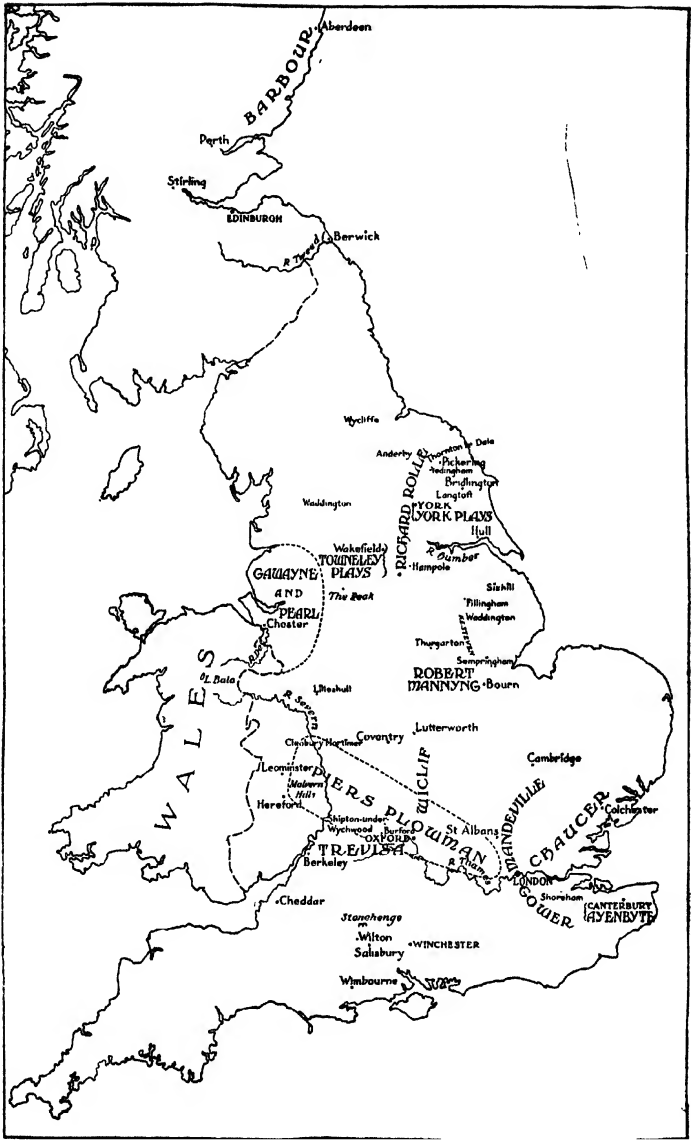 Aberdeen
BARBOUR
Perth
Stirling
EDINBURGH
R Tweed
Berwick
Wycliffe
Anderby
Thornton le Dale
Pickering
Yedingham
Bridlington
Langtoft
RICHARD ROLLE
Waddington
YORK
YORK PLAYS
Hull
Wakefield
TOWNELEY
PLAYS
R Humber
GAWAYNE
AND
PEARL
Hampole
The Peak
Sixhill
Fillingham
Waddington
Chester
R Dee
Thurgarton
Sempringham
ROBERT
MANNYNG
Bourn
WALES
L. Bala
Lilleshull
R Severn
Lutterworth
Coventry
Cleobury Mortimer
WICLIF
Cambridge
Leominster
Malvern
Hills
PIERS PLOWMAN
MANDEVILLE
CHAUCER
Colchester
Hereford
Shipton-under
Wychwood
Burford
St Albans
OXFORD
TREVISA
Berkeley
R Thames
LONDON
GOWER
Shoreham
CANTERBURY
AYENBYTE
Cheddar
Stonehenge
Wilton
WINCHESTER
Salisbury
Wimbourne